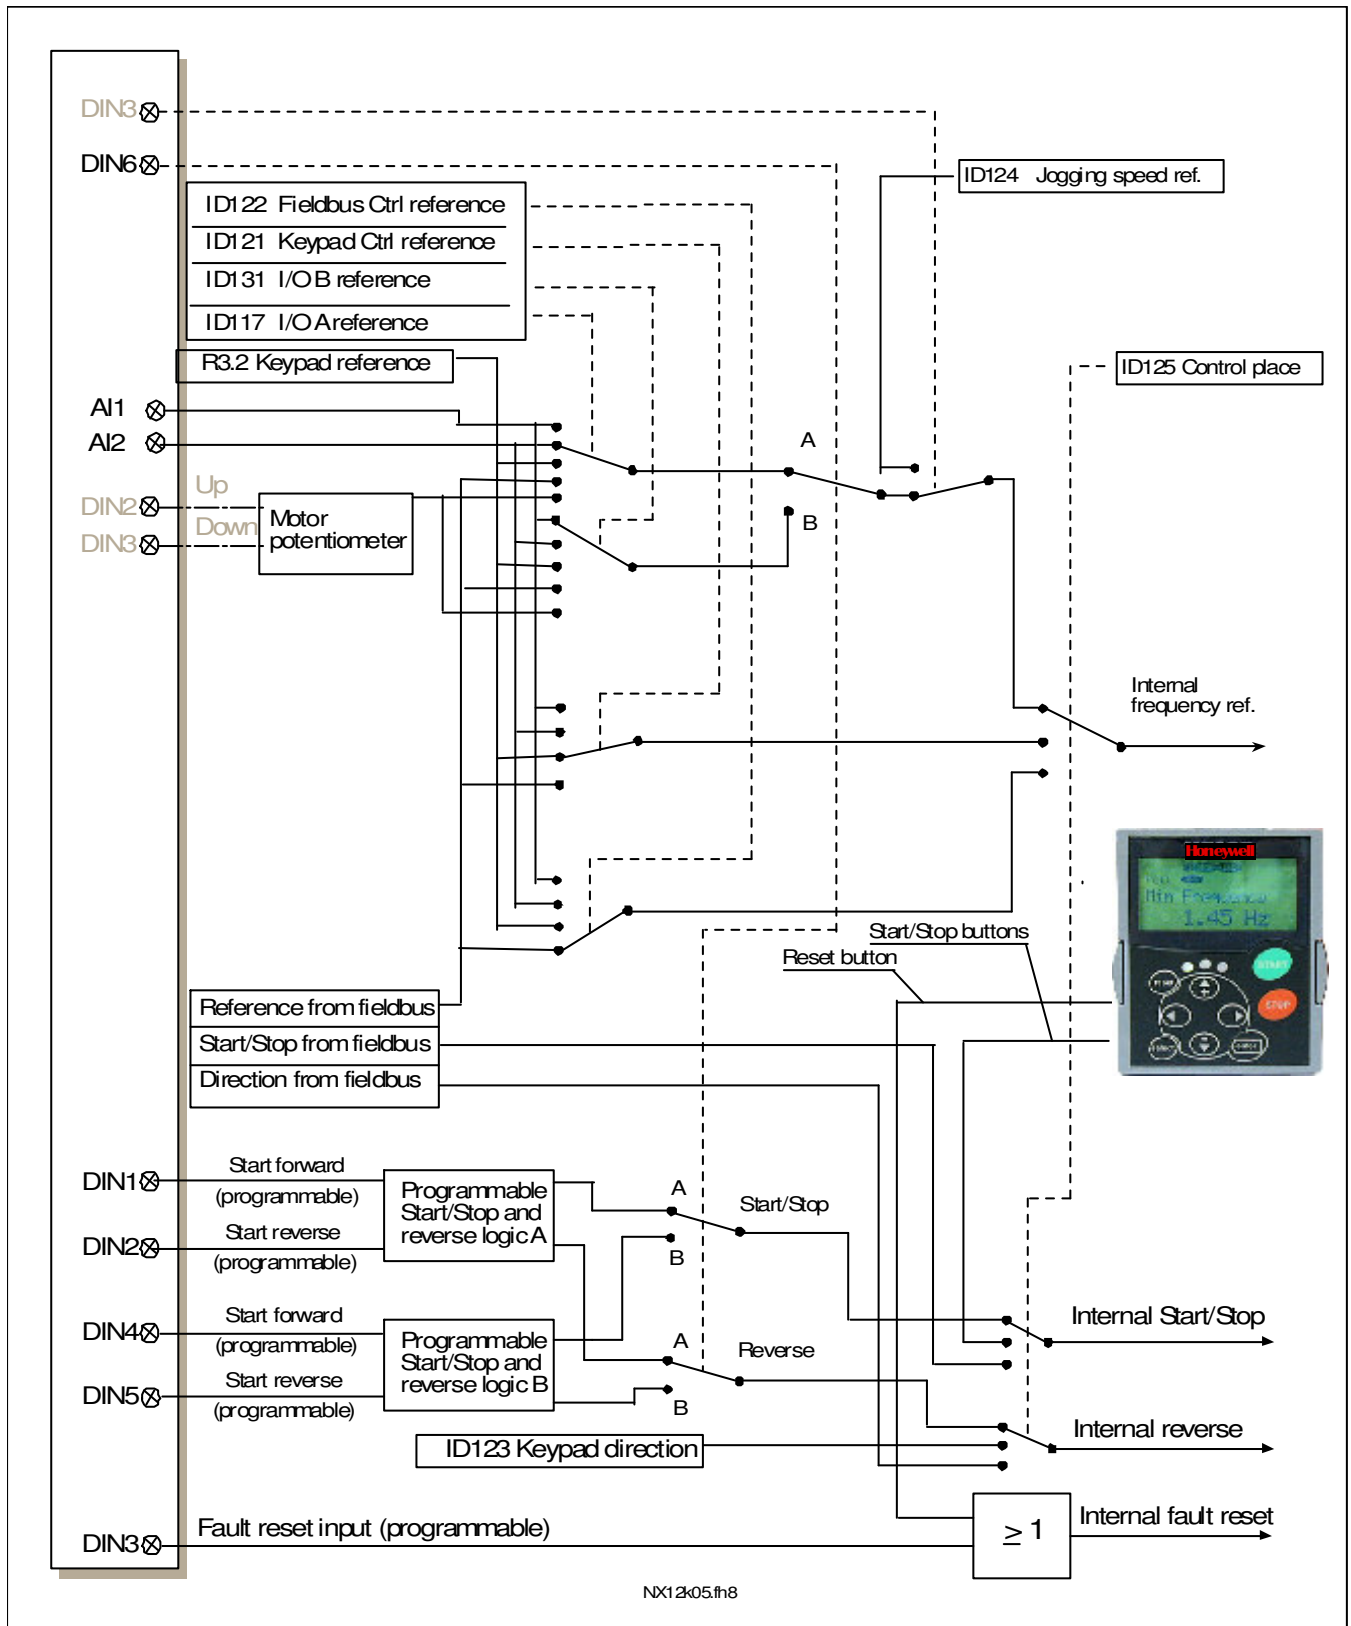 DIN3
DIN6
ID124 Jogging speed ref.
ID122 Fieldbus Ctrl reference
ID121 Keypad Ctrl reference
ID131 I/O B reference
ID117 I/O A reference
R3.2 Keypad reference
ID125 Control place
AI1
AI2
A
DIN2
Up
B
DIN3
Down
Motor
potentiometer
Internal
frequency ref.
Honeywell
Min Frequency
1.45 Hz
START
STOP
Start/Stop buttons
Reset button
Reference from fieldbus
Start/Stop from fieldbus
Direction from fieldbus
DIN1
Start forward
(programmable)
Programmable
Start/Stop and
reverse logic A
A
Start/Stop
DIN2
Start reverse
(programmable)
B
DIN4
Start forward
(programmable)
Programmable
Start/Stop and
reverse logic B
A
Reverse
Internal Start/Stop
DIN5
Start reverse
(programmable)
B
ID123 Keypad direction
Internal reverse
DIN3
Fault reset input (programmable)
≥ 1
Internal fault reset
NX12k05.fh8